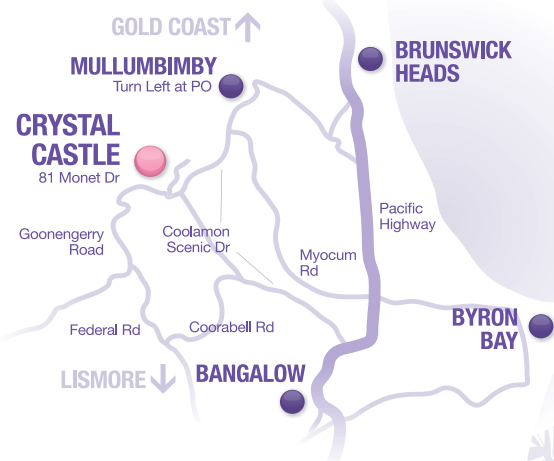 GOLD COAST
BRUNSWICK
HEADS
MULLUMBIMBY
Turn Left at PO
CRYSTAL
CASTLE
81 Monet Dr
Pacific
Highway
Goonengerry
Road
Coolamon
Scenic Dr
Myocum
Rd
Federal Rd
Coorabell Rd
BYRON
BAY
LISMORE
BANGALOW